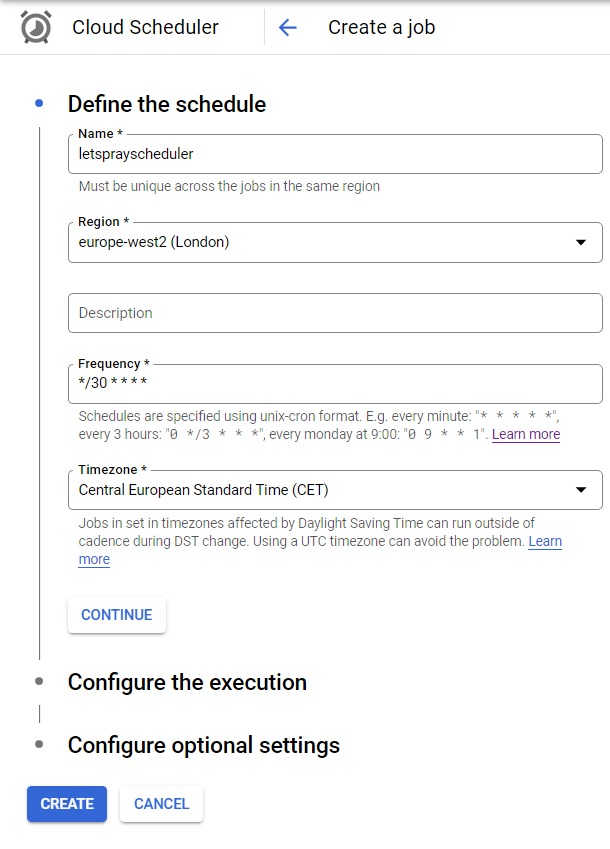 Cloud Scheduler
Create a job
Define the schedule
Name *
letsprayscheduler
Must be unique across the jobs in the same region
Region *
europe-west2 (London)
Description
Frequency *
*/30 * * * *
Schedules are specified using unix-cron format. E.g. every minute: "* * * * *",
every 3 hours: "0 */3 * * *", every monday at 9:00: "0 9 * * 1". Learn more
Timezone *
Central European Standard Time (CET)
Jobs in set in timezones affected by Daylight Saving Time can run outside of
cadence during DST change. Using a UTC timezone can avoid the problem. Learn
more
CONTINUE
Configure the execution
Configure optional settings
CREATE
CANCEL